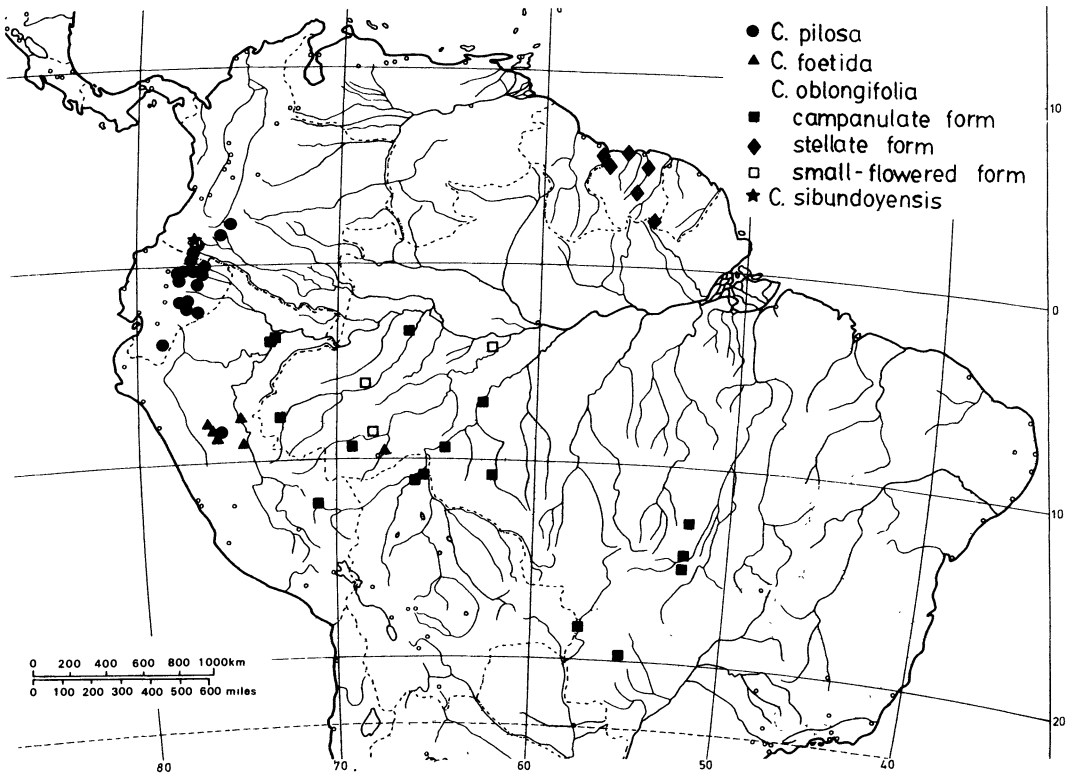 ● C. pilosa
▲ C. foetida
C. oblongifolia
■ campanulate form
◆ stellate form
□ small-flowered form
★ C. sibundoyensis
10
0
10
20
0 200 400 600 800 1000km
0 100 200 300 400 500 600 miles
80 70 60 50 40